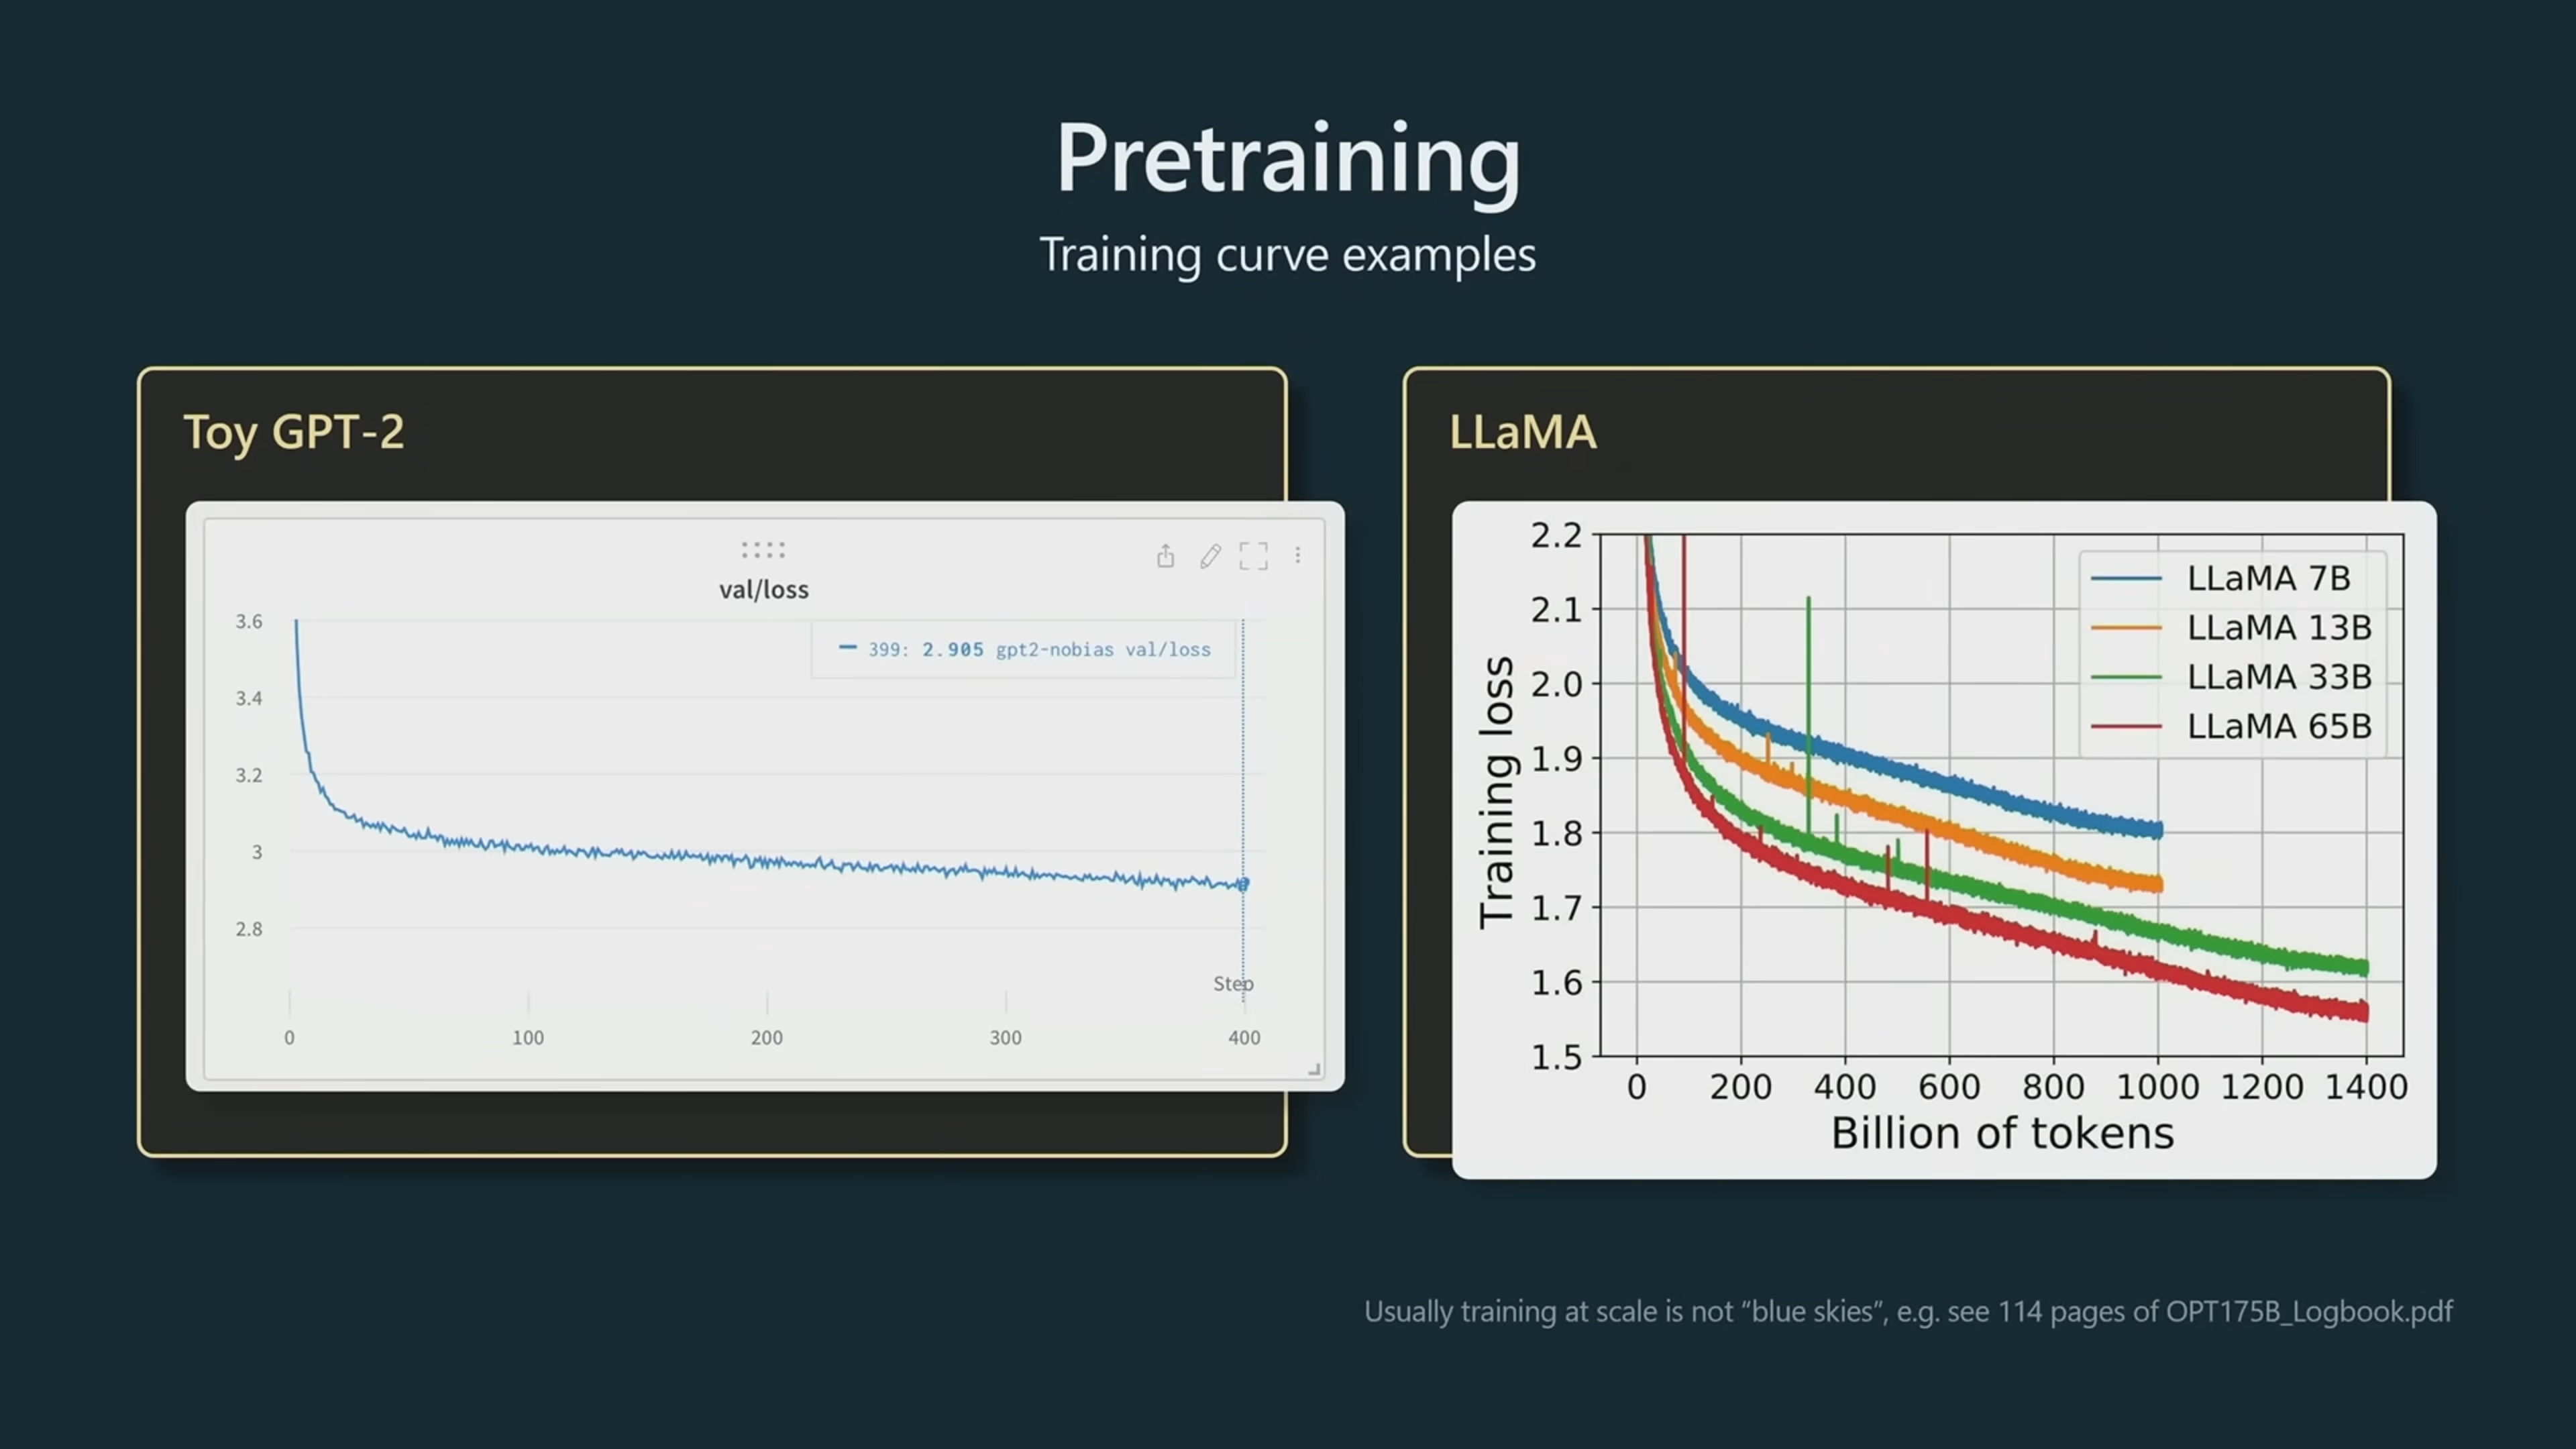 Pretraining
Training curve examples
Toy GPT-2
val/loss
399: 2.905 gpt2-nobias val/loss
3.6
3.4
3.2
3
2.8
Step
0 100 200 300 400
LLaMA
2.2
2.1
2.0
1.9
1.8
1.7
1.6
1.5
Training loss
LLaMA 7B
LLaMA 13B
LLaMA 33B
LLaMA 65B
0 200 400 600 800 1000 1200 1400
Billion of tokens
Usually training at scale is not “blue skies”, e.g. see 114 pages of OPT175B_Logbook.pdf